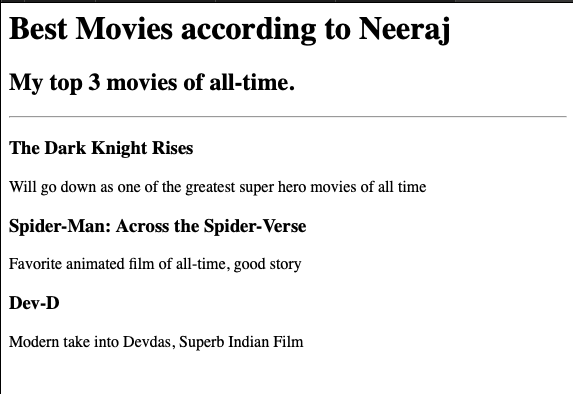 Best Movies according to Neeraj
My top 3 movies of all-time.
The Dark Knight Rises
Will go down as one of the greatest super hero movies of all time
Spider-Man: Across the Spider-Verse
Favorite animated film of all-time, good story
Dev-D
Modern take into Devdas, Superb Indian Film